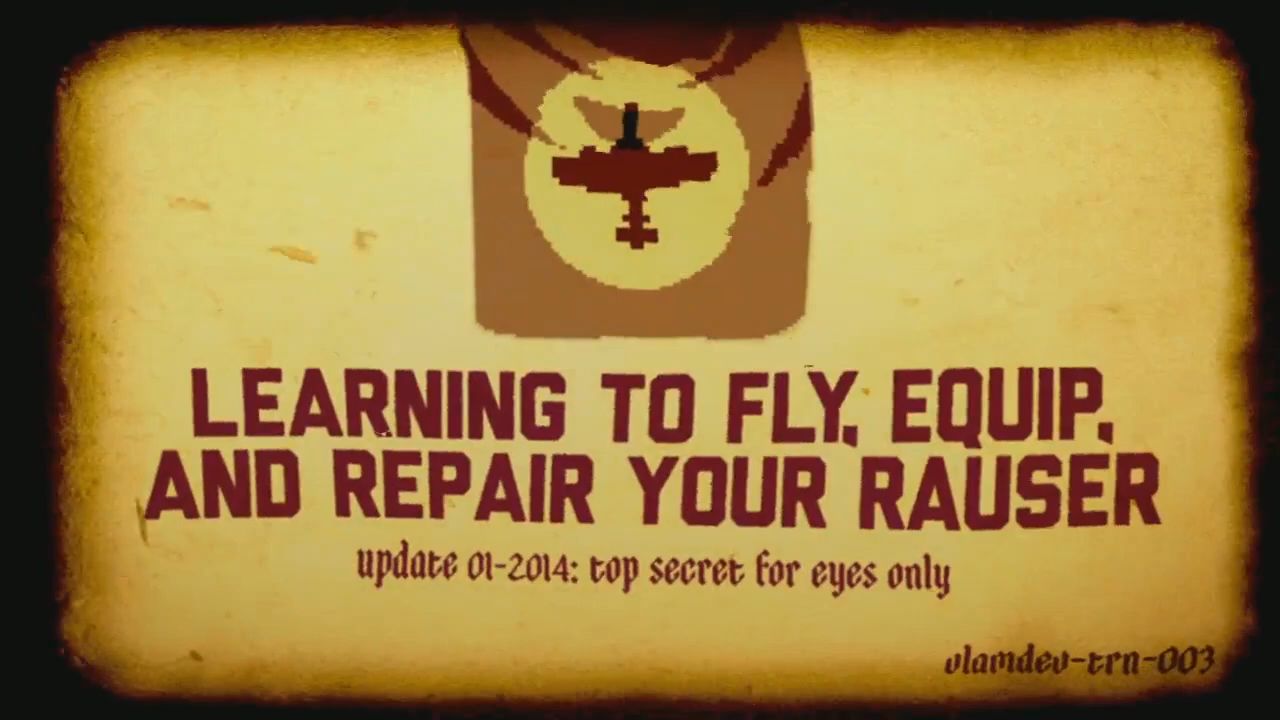 LEARNING TO FLY, EQUIP,
AND REPAIR YOUR RAUSER
update 01-2014: top secret for eyes only
vlamdev-trn-003